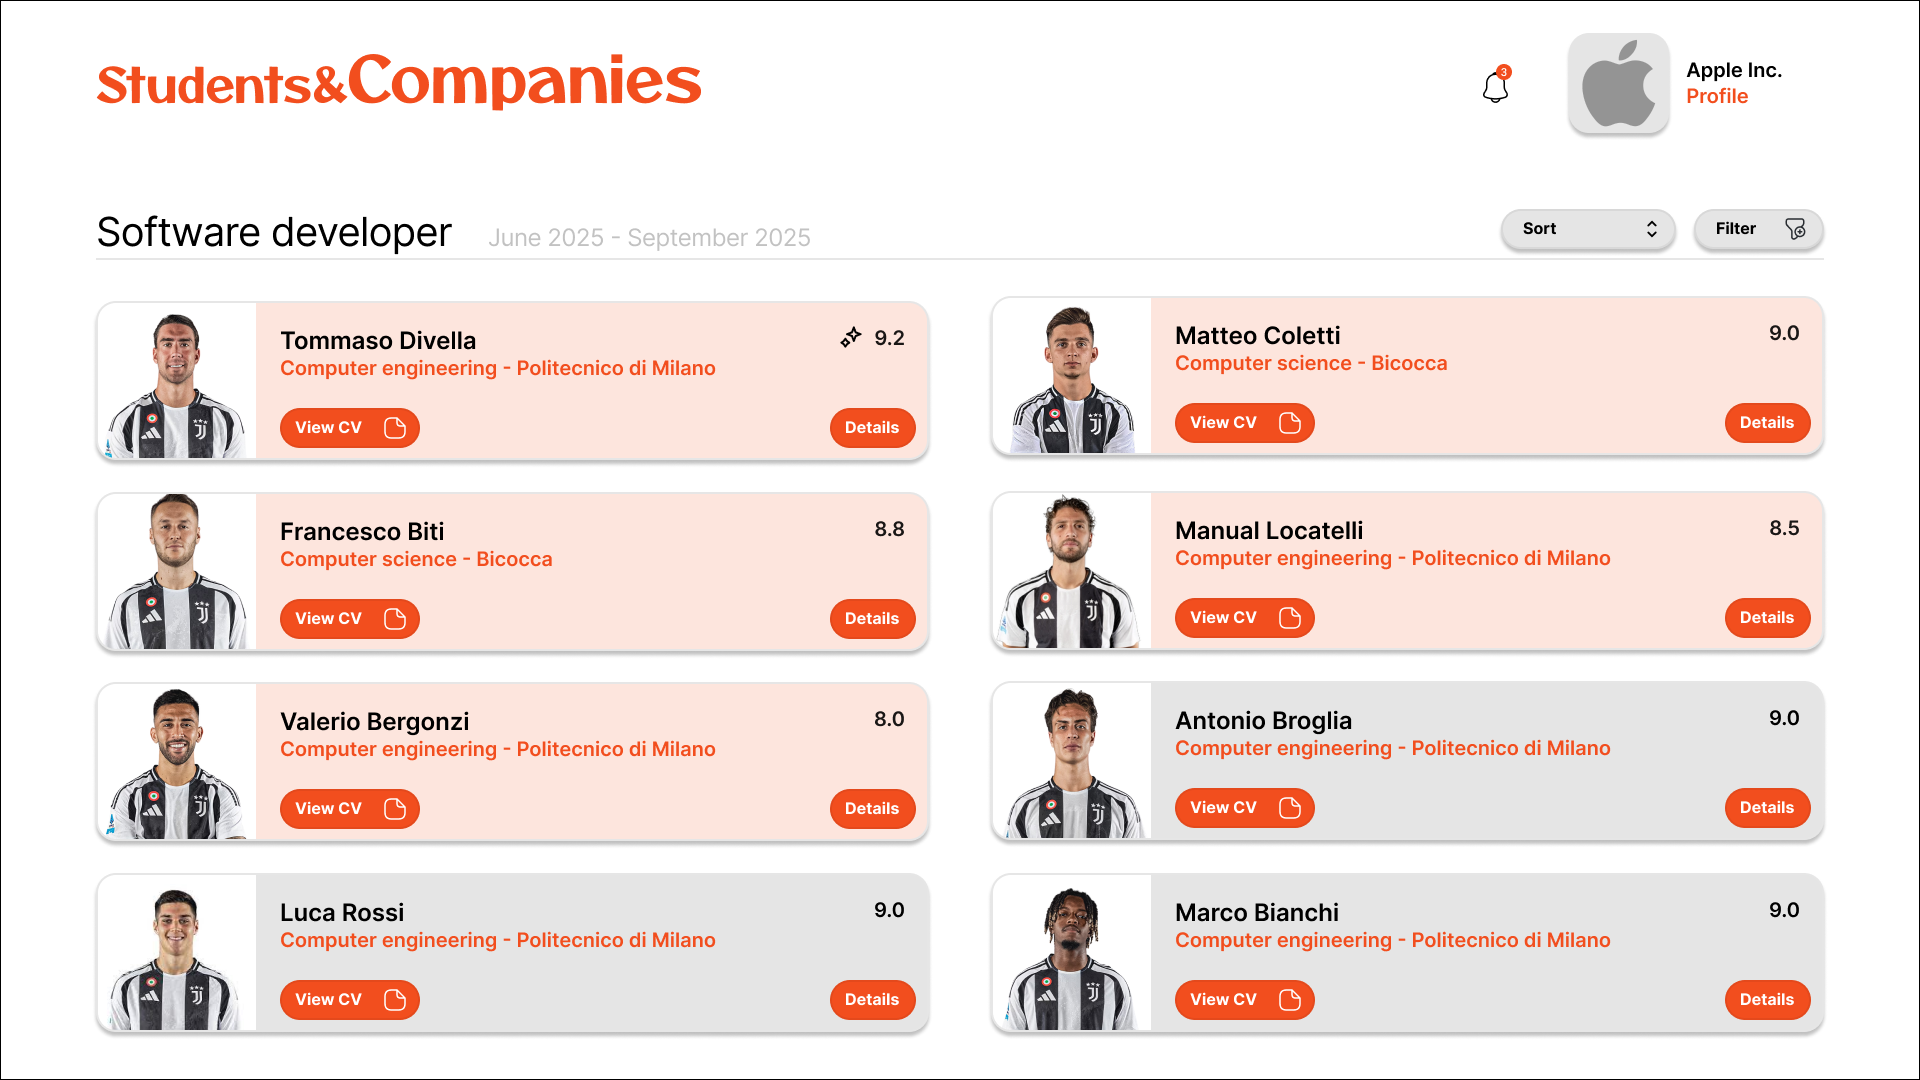 Students&Companies
3
Apple Inc.
Profile
Software developer
June 2025 - September 2025
Sort
Filter
Tommaso Divella
9.2
Computer engineering - Politecnico di Milano
View CV
Details
Matteo Coletti
9.0
Computer science - Bicocca
View CV
Details
Francesco Biti
8.8
Computer science - Bicocca
View CV
Details
Manual Locatelli
8.5
Computer engineering - Politecnico di Milano
View CV
Details
Valerio Bergonzi
8.0
Computer engineering - Politecnico di Milano
View CV
Details
Antonio Broglia
9.0
Computer engineering - Politecnico di Milano
View CV
Details
Luca Rossi
9.0
Computer engineering - Politecnico di Milano
View CV
Details
Marco Bianchi
9.0
Computer engineering - Politecnico di Milano
View CV
Details